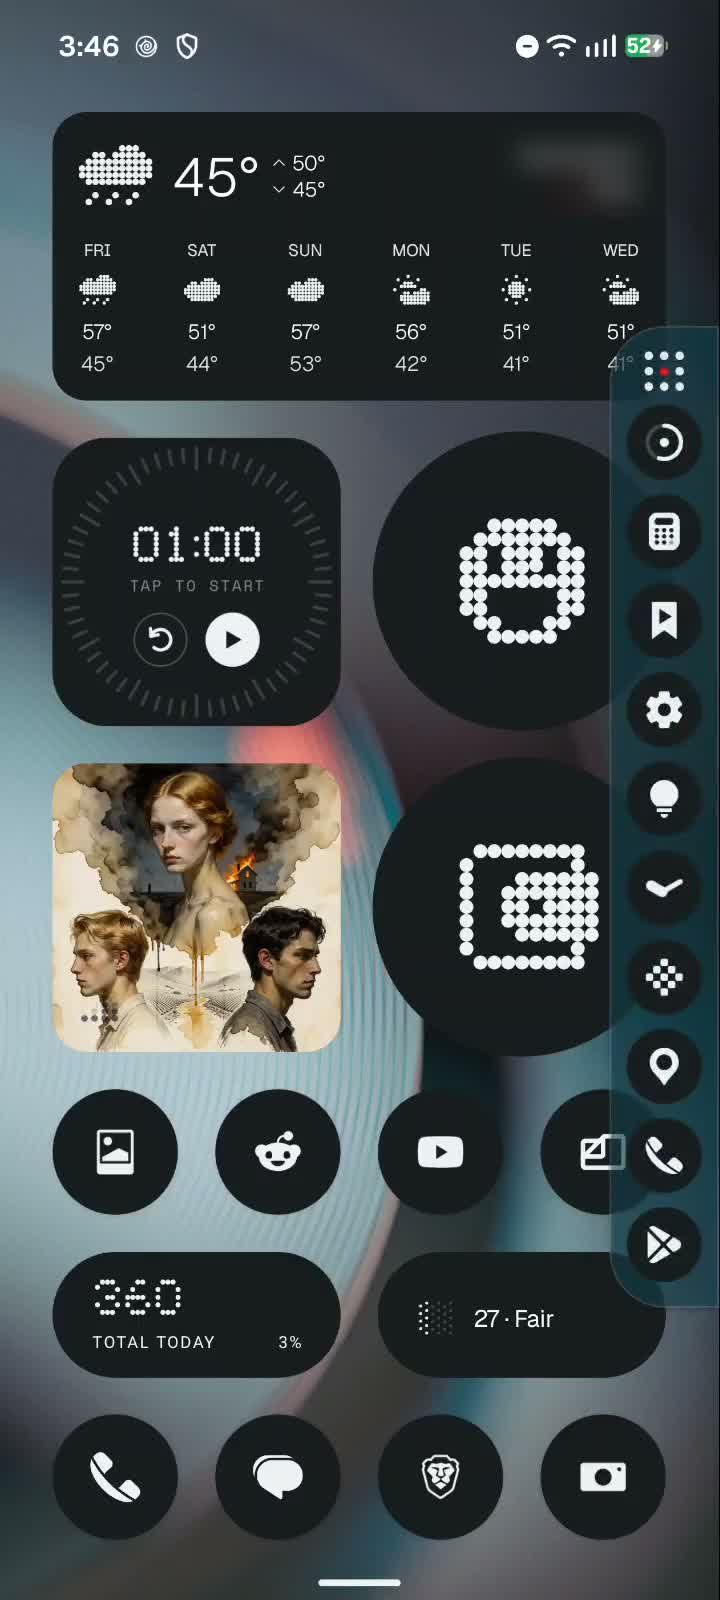 3:46
52
45° 50°
45°
FRI SAT SUN MON TUE WED
57° 51° 57° 56° 51° 51°
45° 44° 53° 42° 41° 41°
01:00
TAP TO START
360
TOTAL TODAY 3%
27 · Fair